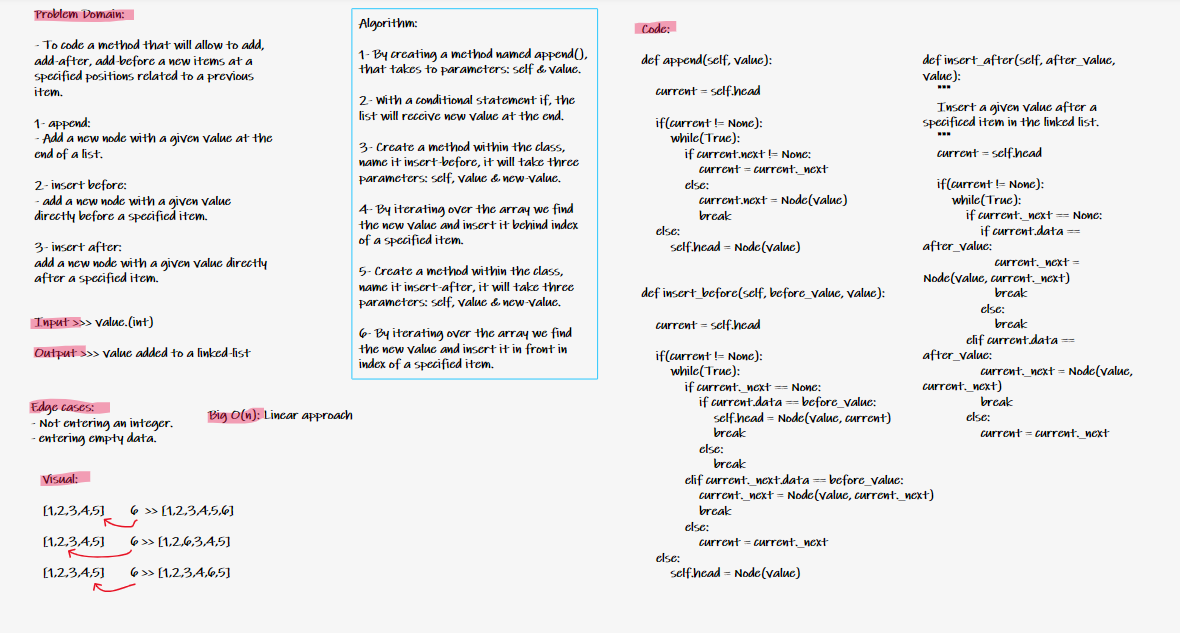 Problem Domain:
- To code a method that will allow to add,
add-after, add-before a new items at a
specified positions related to a previous
item.
1- append:
- Add a new node with a given value at the
end of a list.
2- insert before:
- add a new node with a given value
directly before a specified item.
3- insert after:
add a new node with a given value directly
after a specified item.
Input >>> value.(int)
Output >>> value added to a linked-list
Edge cases:
- Not entering an integer.
- entering empty data.
Big O(n): Linear approach
Visual:
[1,2,3,4,5] 6 >> [1,2,3,4,5,6]
[1,2,3,4,5] 6 >> [1,2,6,3,4,5]
[1,2,3,4,5] 6 >> [1,2,3,4,6,5]
Algorithm:
1- By creating a method named append(),
that takes to parameters: self & value.
2- With a conditional statement if, the
list will receive new value at the end.
3- Create a method within the class,
name it insert-before, it will take three
parameters: self, value & new-value.
4- By iterating over the array we find
the new value and insert it behind index
of a specified item.
5- Create a method within the class,
name it insert-after, it will take three
parameters: self, value & new-value.
6- By iterating over the array we find
the new value and insert it in front in
index of a specified item.
Code:
def append(self, value):
current = self.head
if(current != None):
while(True):
if current.next != None:
current = current._next
else:
current.next = Node(value)
break
else:
self.head = Node(value)
def insert_before(self, before_value, value):
current = self.head
if(current != None):
while(True):
if current._next == None:
if current.data == before_value:
self.head = Node(value, current)
break
else:
break
elif current._next.data == before_value:
current._next = Node(value, current._next)
break
else:
current = current._next
else:
self.head = Node(value)
def insert_after(self, after_value,
value):
"""
Insert a given value after a
specificed item in the linked list.
"""
current = self.head
if(current != None):
while(True):
if current._next == None:
if current.data ==
after_value:
current._next =
Node(value, current._next)
break
else:
break
elif current.data ==
after_value:
current._next = Node(value,
current._next)
break
else:
current = current._next